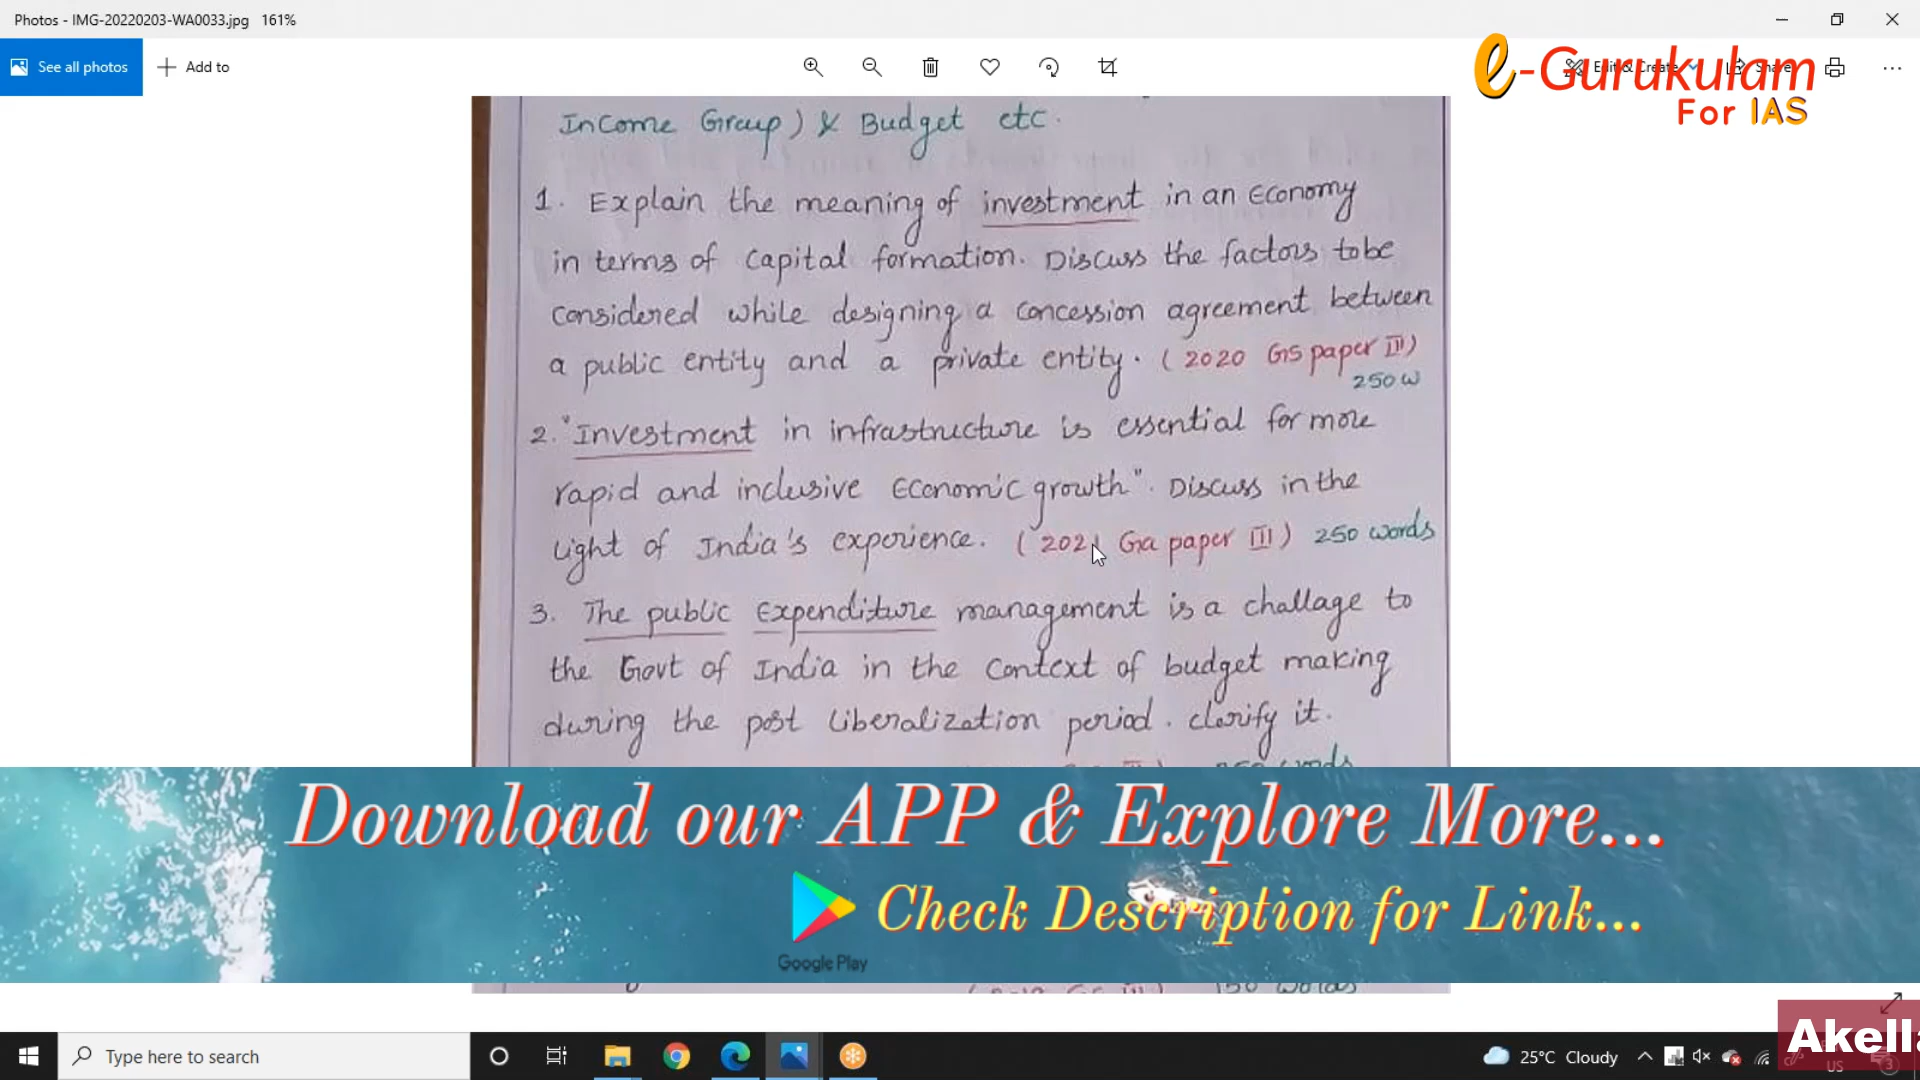 Photos - IMG-20220203-WA0033.jpg 161%
See all photos
Add to
e-Gurukulam
For IAS
Income Group) & Budget etc.
1. Explain the meaning of investment in an Economy
in terms of capital formation. Discuss the factors to be
considered while designing a concession agreement between
a public entity and a private entity. (2020 GS paper III)
250 W
2. "Investment in infrastructure is essential for more
rapid and inclusive Economic growth". Discuss in the
Light of India's experience. (2021 Ga paper III) 250 words
3. The public Expenditure management is a challage to
the Govt of India in the context of budget making
during the post Liberalization period. clarify it.
Download our APP & Explore More...
Check Description for Link...
Google Play
150 words
Type here to search
25°C Cloudy
US
3
Akella